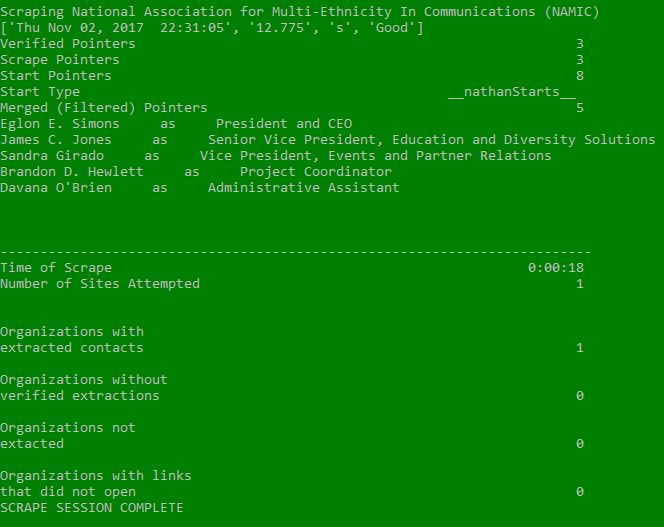 Scraping National Association for Multi-Ethnicity In Communications (NAMIC)
['Thu Nov 02, 2017  22:31:05', '12.775', 's', 'Good']
Verified Pointers 3
Scrape Pointers 3
Start Pointers 8
Start Type __nathanStarts__
Merged (Filtered) Pointers 5
Eglon E. Simons     as     President and CEO
James C. Jones     as     Senior Vice President, Education and Diversity Solutions
Sandra Girado     as     Vice President, Events and Partner Relations
Brandon D. Hewlett     as     Project Coordinator
Davana O'Brien     as     Administrative Assistant
--------------------------------------------------------------------------
Time of Scrape 0:00:18
Number of Sites Attempted 1
Organizations with
extracted contacts 1
Organizations without
verified extractions 0
Organizations not
extacted 0
Organizations with links
that did not open 0
SCRAPE SESSION COMPLETE